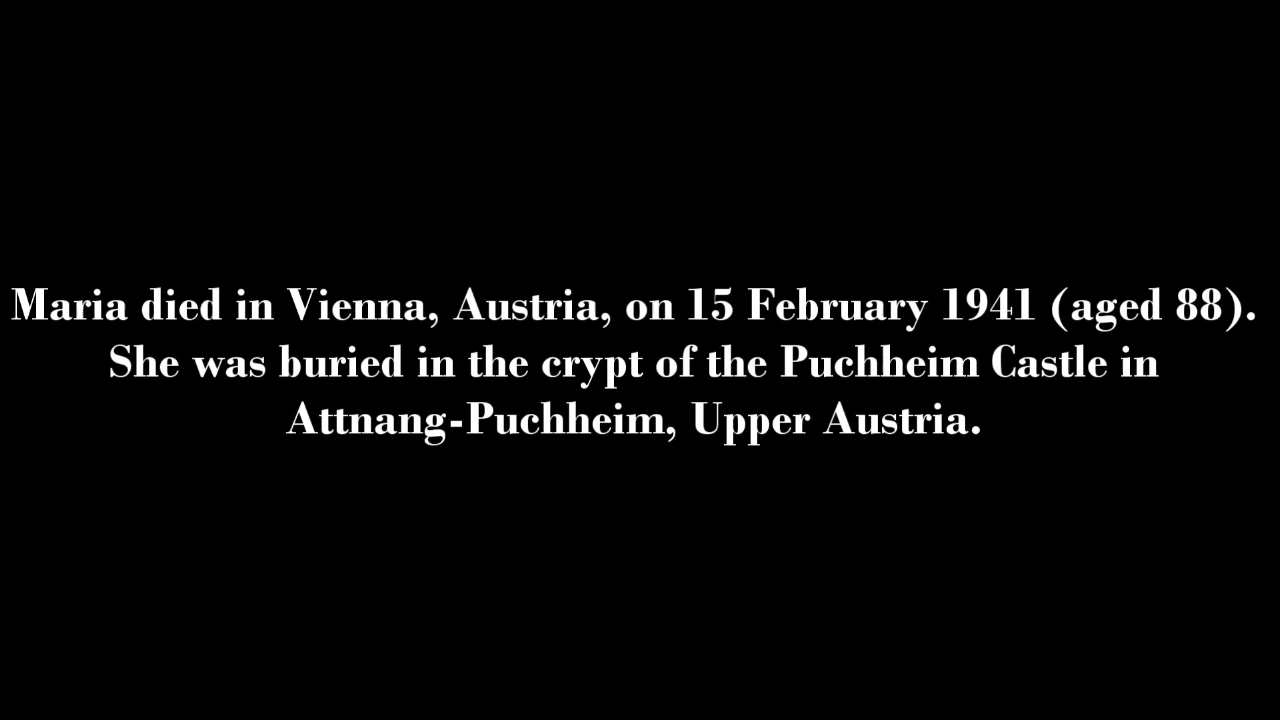 Maria died in Vienna, Austria, on 15 February 1941 (aged 88).
She was buried in the crypt of the Puchheim Castle in
Attnang-Puchheim, Upper Austria.